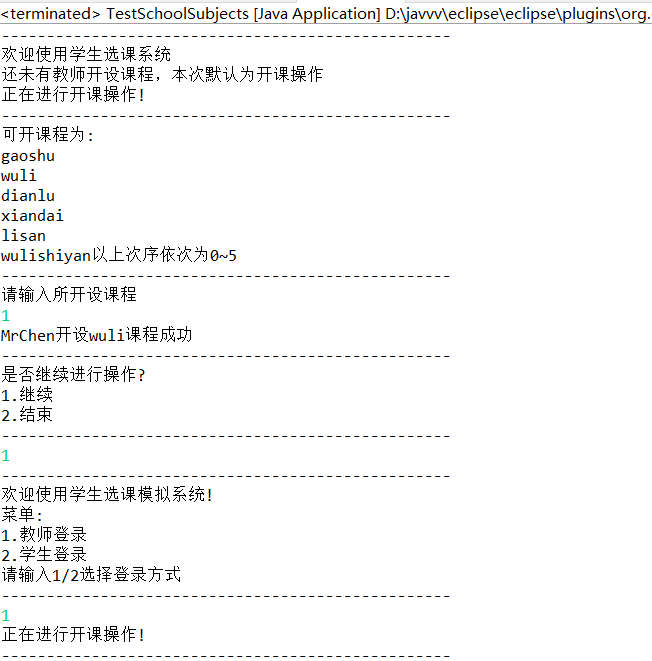 <terminated> TestSchoolSubjects [Java Application] D:\javvv\eclipse\eclipse\plugins\org.
--------------------------------------------------
欢迎使用学生选课系统
还未有教师开设课程，本次默认为开课操作
正在进行开课操作！
--------------------------------------------------
可开课程为：
gaoshu
wuli
dianlu
xiandai
lisan
wulishiyan以上次序依次为0~5
--------------------------------------------------
请输入所开设课程
1
MrChen开设wuli课程成功
--------------------------------------------------
是否继续进行操作？
1.继续
2.结束
--------------------------------------------------
1
--------------------------------------------------
欢迎使用学生选课模拟系统！
菜单：
1.教师登录
2.学生登录
请输入1/2选择登录方式
--------------------------------------------------
1
正在进行开课操作！
--------------------------------------------------